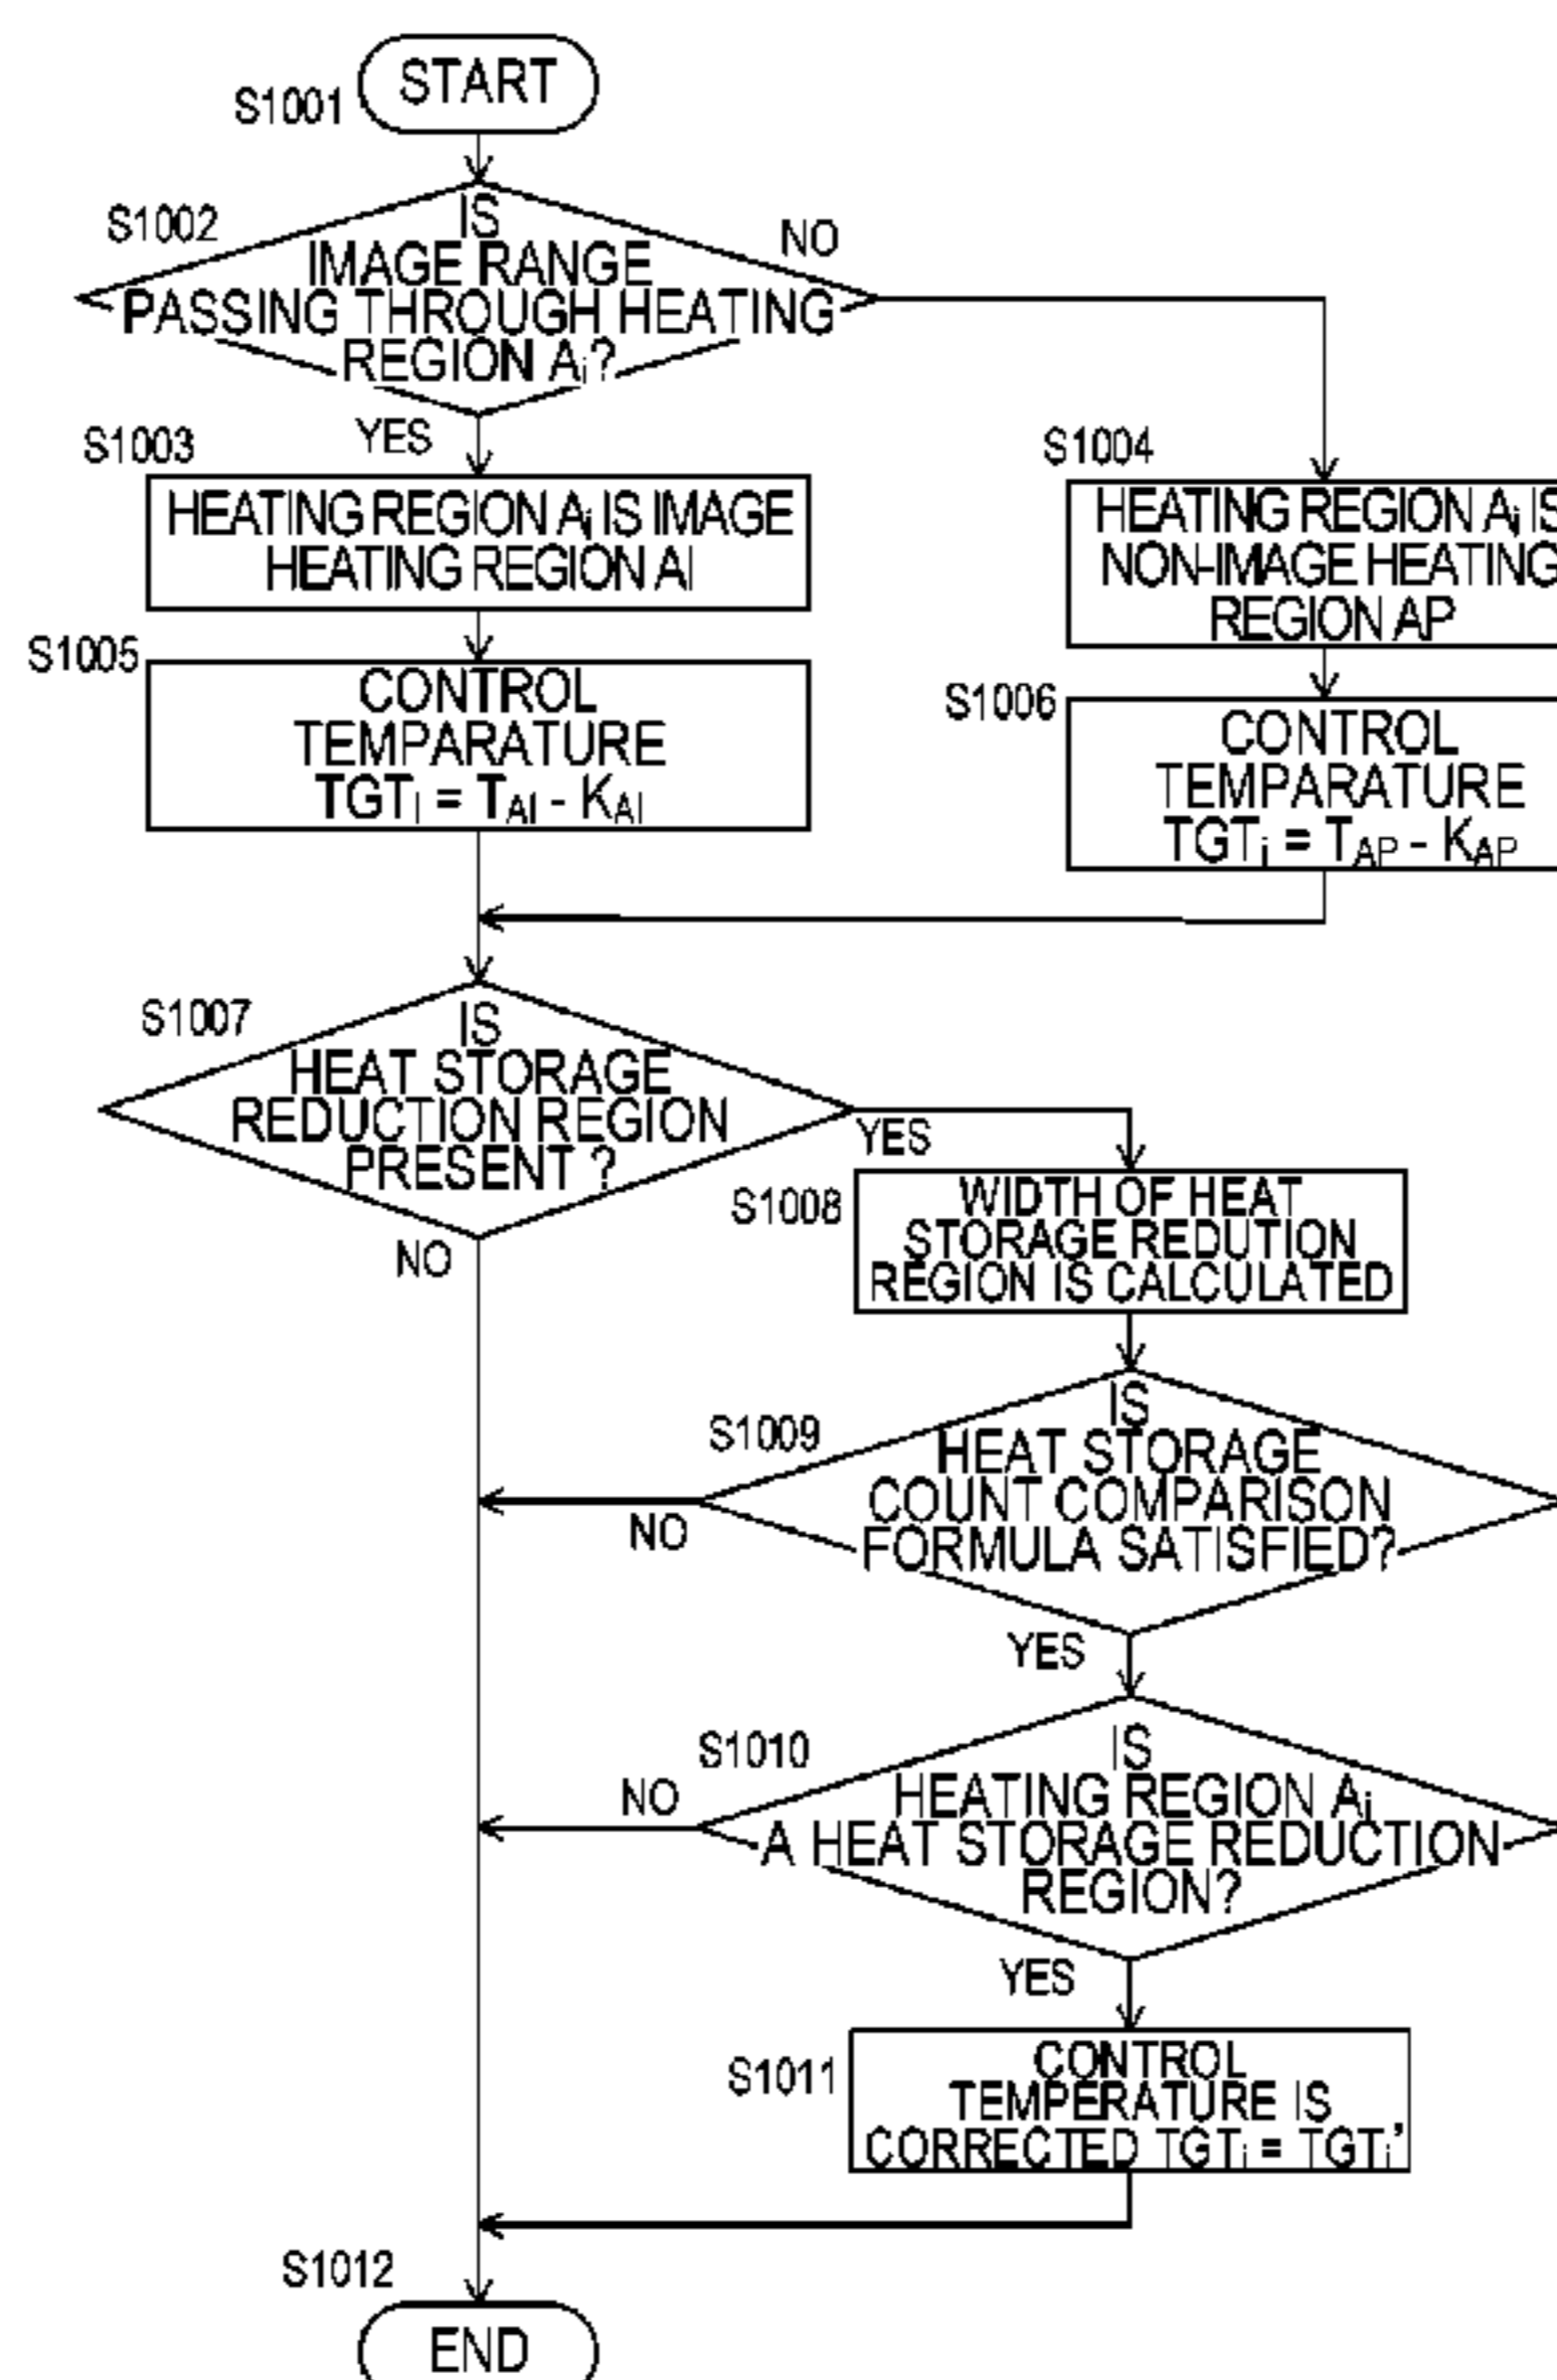 START
S1001
S1002
IS
IMAGE RANGE
PASSING THROUGH HEATING
REGION Ai?
NO
YES
S1003
HEATING REGION Ai IS IMAGE
HEATING REGION AI
S1004
HEATING REGION Ai IS
NON-IMAGE HEATING
REGION AP
S1005
CONTROL
TEMPARATURE
TGTi = TAI - KAI
S1006
CONTROL
TEMPARATURE
TGTi = TAP - KAP
S1007
IS
HEAT STORAGE
REDUCTION REGION
PRESENT ?
YES
NO
S1008
WIDTH OF HEAT
STORAGE REDUTION
REGION IS CALCULATED
S1009
IS
HEAT STORAGE
COUNT COMPARISON
FORMULA SATISFIED?
NO
YES
S1010
IS
HEATING REGION Ai
A HEAT STORAGE REDUCTION
REGION?
NO
YES
S1011
CONTROL
TEMPERATURE IS
CORRECTED TGTi = TGTi’
S1012
END